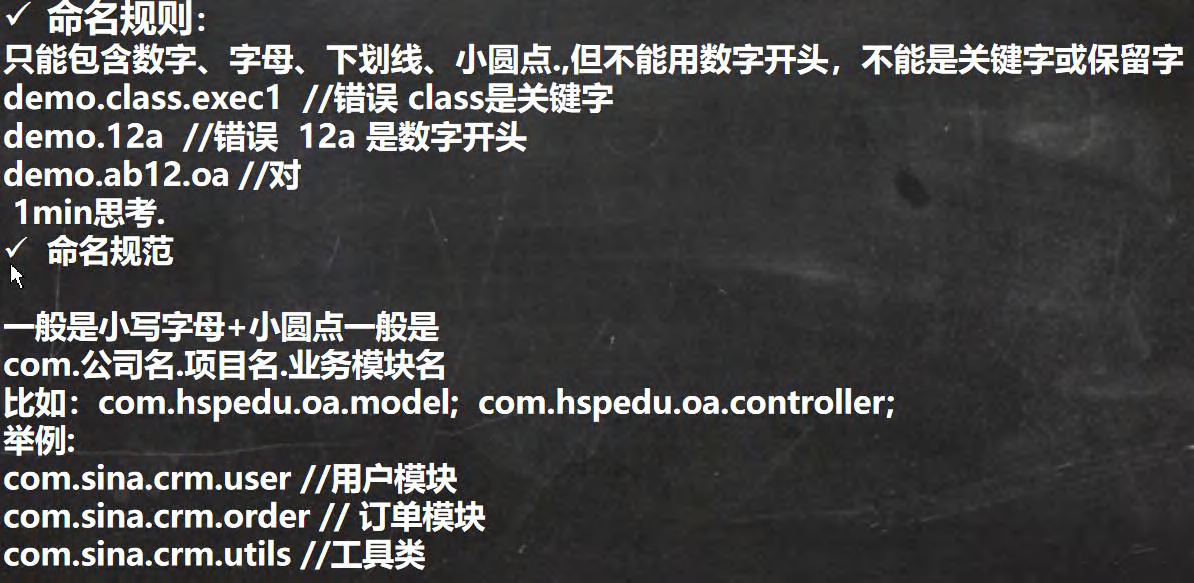 ✓ 命名规则：
只能包含数字、字母、下划线、小圆点.,但不能用数字开头，不能是关键字或保留字
demo.class.exec1 //错误 class是关键字
demo.12a //错误 12a 是数字开头
demo.ab12.oa //对
1min思考.
✓ 命名规范
一般是小写字母+小圆点一般是
com.公司名.项目名.业务模块名
比如：com.hspedu.oa.model; com.hspedu.oa.controller;
举例:
com.sina.crm.user //用户模块
com.sina.crm.order // 订单模块
com.sina.crm.utils //工具类